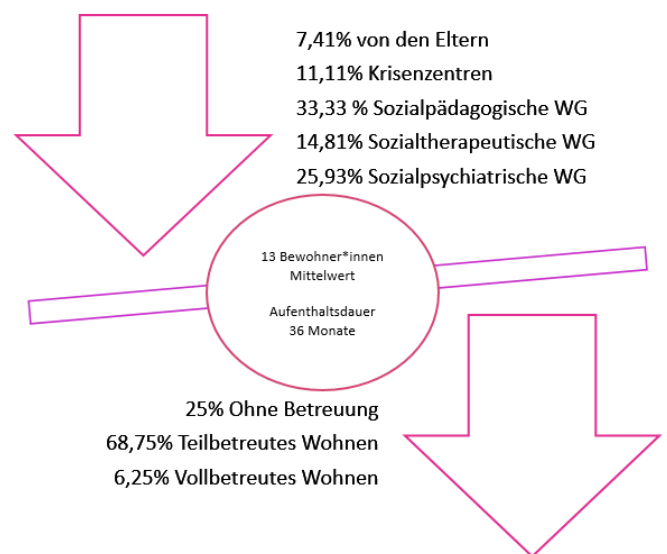 7,41% von den Eltern
11,11% Krisenzentren
33,33 % Sozialpädagogische WG
14,81% Sozialtherapeutische WG
25,93% Sozialpsychiatrische WG
13 Bewohner*innen
Mittelwert
Aufenthaltsdauer
36 Monate
25% Ohne Betreuung
68,75% Teilbetreutes Wohnen
6,25% Vollbetreutes Wohnen